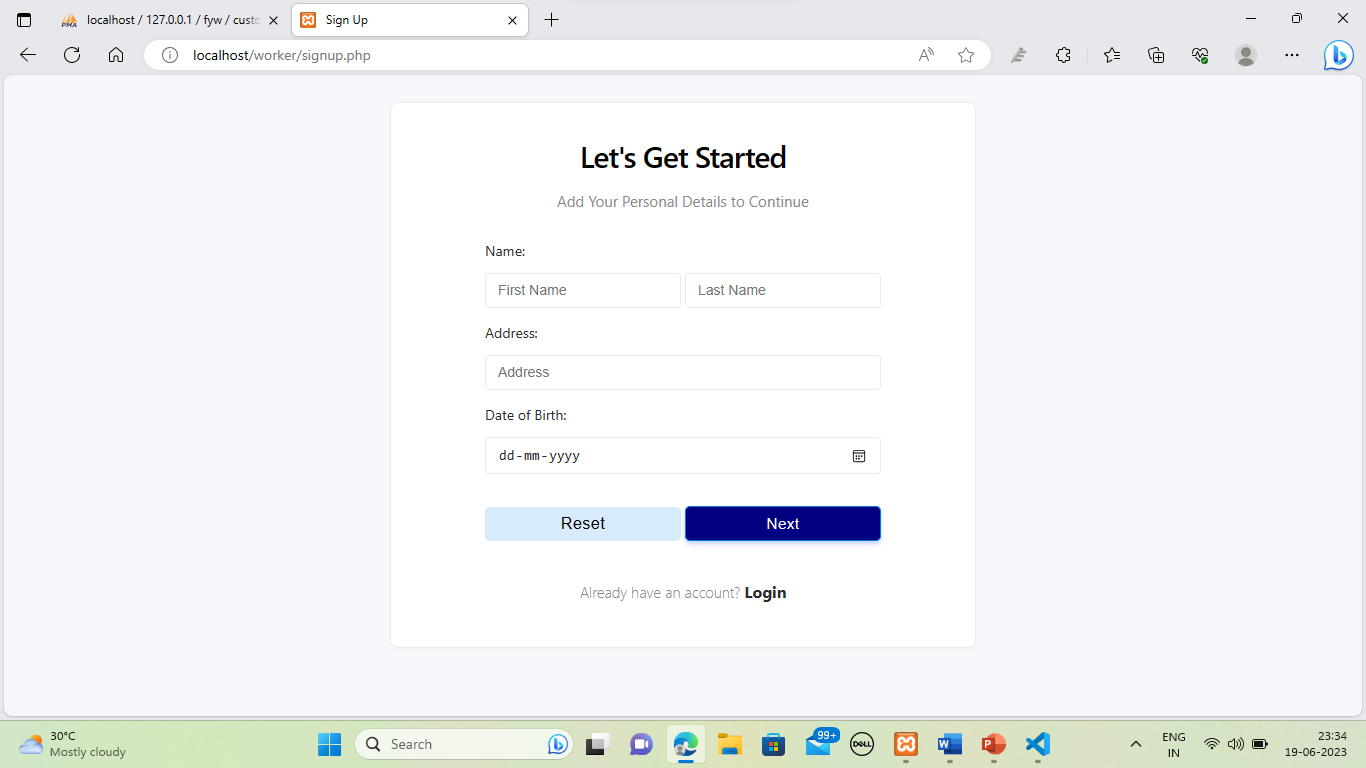 PMA localhost / 127.0.0.1 / fyw / custo
Sign Up
localhost/worker/signup.php
Let's Get Started
Add Your Personal Details to Continue
Name:
First Name Last Name
Address:
Address
Date of Birth:
dd-mm-yyyy
Reset Next
Already have an account? Login
30°C
Mostly cloudy
Search
99+
DELL
ENG
IN
23:34
19-06-2023